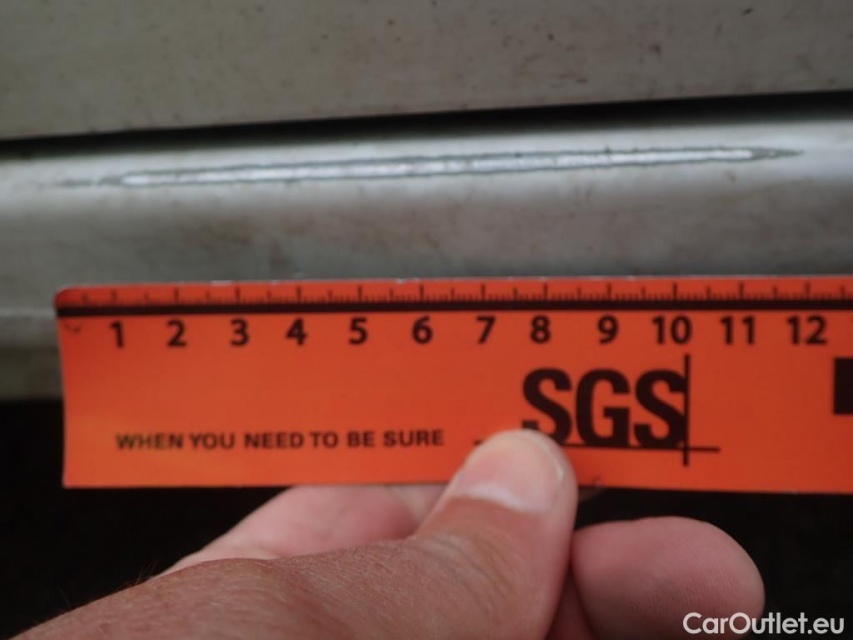 1 2 3 4 5 6 7 8 9 10 11 12
SGS
WHEN YOU NEED TO BE SURE
CarOutlet.eu